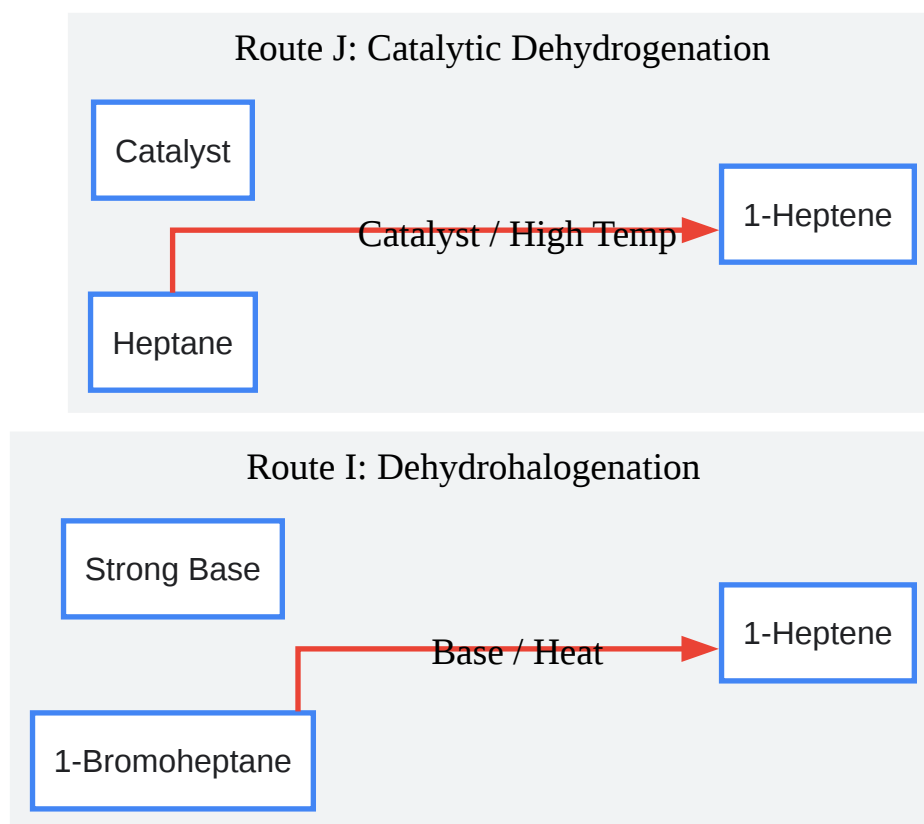 Route J: Catalytic Dehydrogenation
Catalyst
1-Heptene
Catalyst / High Temp
Heptane
Route I: Dehydrohalogenation
Strong Base
1-Heptene
Base / Heat
1-Bromoheptane